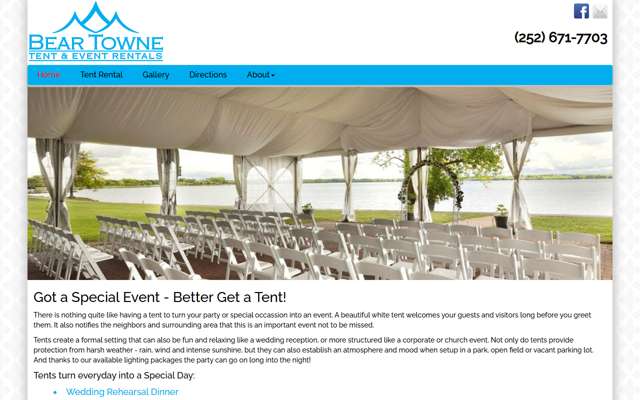 BEAR TOWNE
TENT & EVENT RENTALS
(252) 671-7703
Home Tent Rental Gallery Directions About
Got a Special Event - Better Get a Tent!
There is nothing quite like having a tent to turn your party or special occassion into an event. A beautiful white tent welcomes your guests and visitors long before you greet
them. It also notifies the neighbors and surrounding area that this is an important event not to be missed.
Tents create a formal setting that can also be fun and relaxing like a wedding reception, or more structured like a corporate or church event. Not only do tents provide
protection from harsh weather - rain, wind and intense sunshine, but they can also establish an atmosphere and mood when setup in a park, open field or vacant parking lot.
And thanks to our available lighting packages the party can go on long into the night!
Tents turn everyday into a Special Day:
• Wedding Rehearsal Dinner